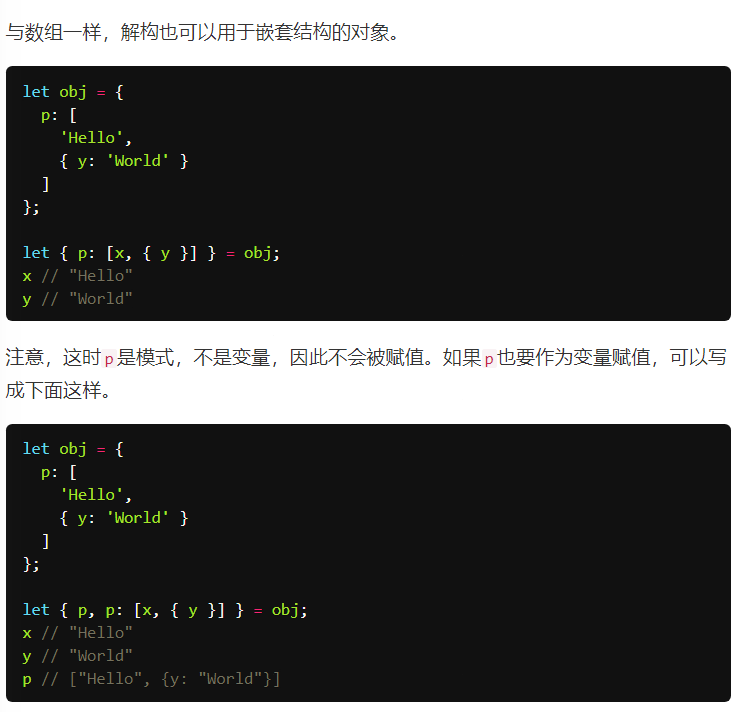 与数组一样，解构也可以用于嵌套结构的对象。
let obj = {
  p: [
    'Hello',
    { y: 'World' }
  ]
};

let { p: [x, { y }] } = obj;
x // "Hello"
y // "World"
注意，这时p是模式，不是变量，因此不会被赋值。如果p也要作为变量赋值，可以写
成下面这样。
let obj = {
  p: [
    'Hello',
    { y: 'World' }
  ]
};

let { p, p: [x, { y }] } = obj;
x // "Hello"
y // "World"
p // ["Hello", {y: "World"}]